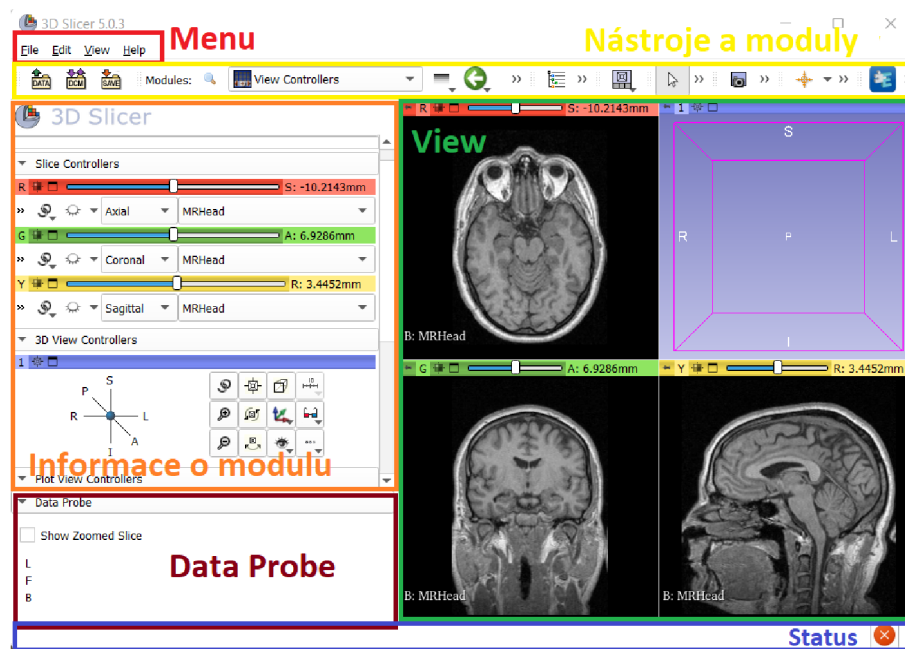 3D Slicer 5.0.3
File Edit View Help
Menu
Nástroje a moduly
DATA DCM SAVE Modules: View Controllers
3D Slicer
R S: -10.2143mm
1
View
S
R P L
I
B: MRHead
Slice Controllers
R S: -10.2143mm
Axial MRHead
G A: 6.9286mm
Coronal MRHead
Y R: 3.4452mm
Sagittal MRHead
3D View Controllers
1
S
P
R L
A
I
Informace o modulu
Plot View Controllers
G A: 6.9286mm
Y R: 3.4452mm
B: MRHead
B: MRHead
Data Probe
Show Zoomed Slice
Data Probe
L
F
B
Status